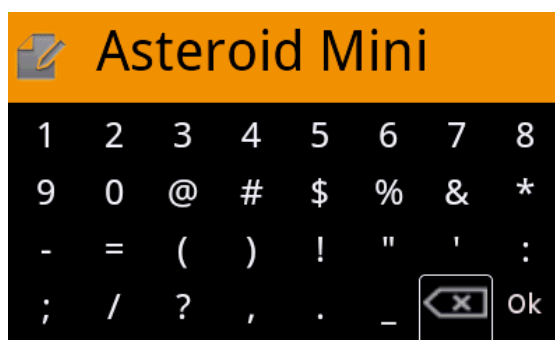 Asteroid Mini
1 2 3 4 5 6 7 8
9 0 @ # $ % & *
- = ( ) ! " ' :
; / ? , . _ Ok